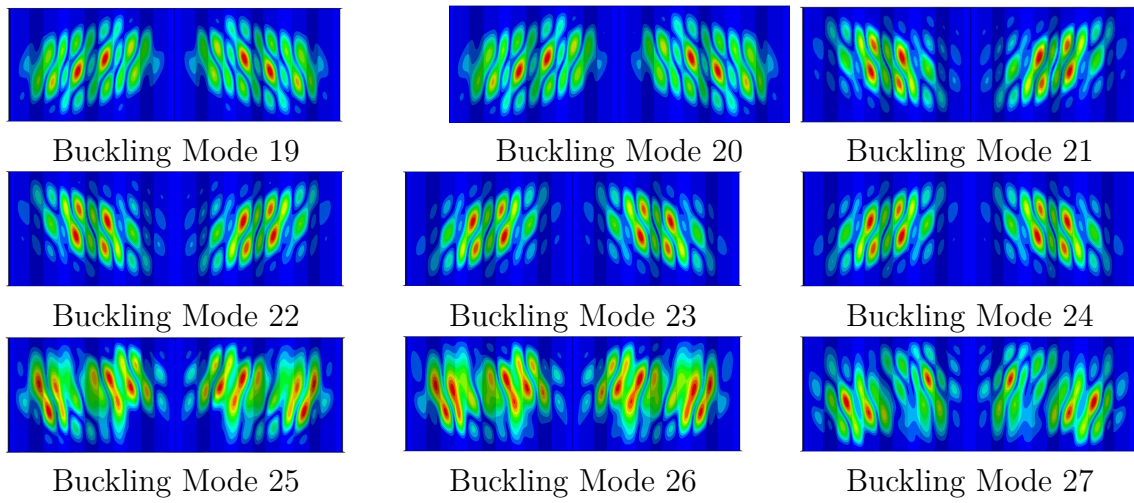 Buckling Mode 19
Buckling Mode 20
Buckling Mode 21
Buckling Mode 22
Buckling Mode 23
Buckling Mode 24
Buckling Mode 25
Buckling Mode 26
Buckling Mode 27